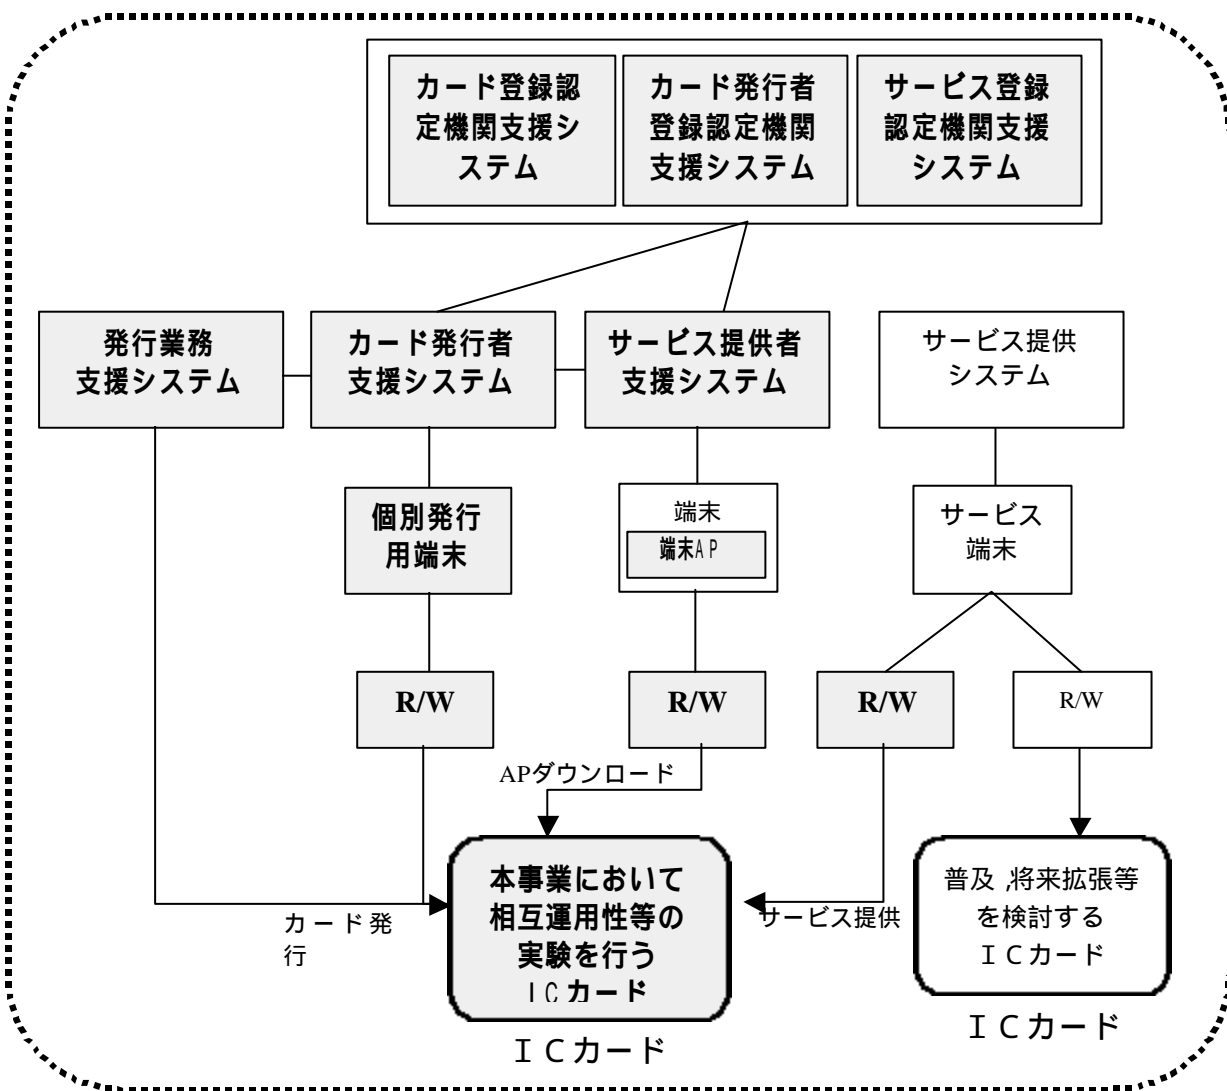 カード登録認
定機関支援シ
ステム
カード発行者
登録認定機関
支援システム
サービス登録
認定機関支援
システム
発行業務
支援システム
カード発行者
支援システム
サービス提供者
支援システム
サービス提供
システム
個別発行
用端末
端末
端末AP
サービス
端末
R/W
R/W
R/W
R/W
APダウンロード
カード発
行
本事業において
相互運用性等の
実験を行う
ICカード
サービス提供
普及,将来拡張等
を検討する
ICカード
ICカード
ICカード